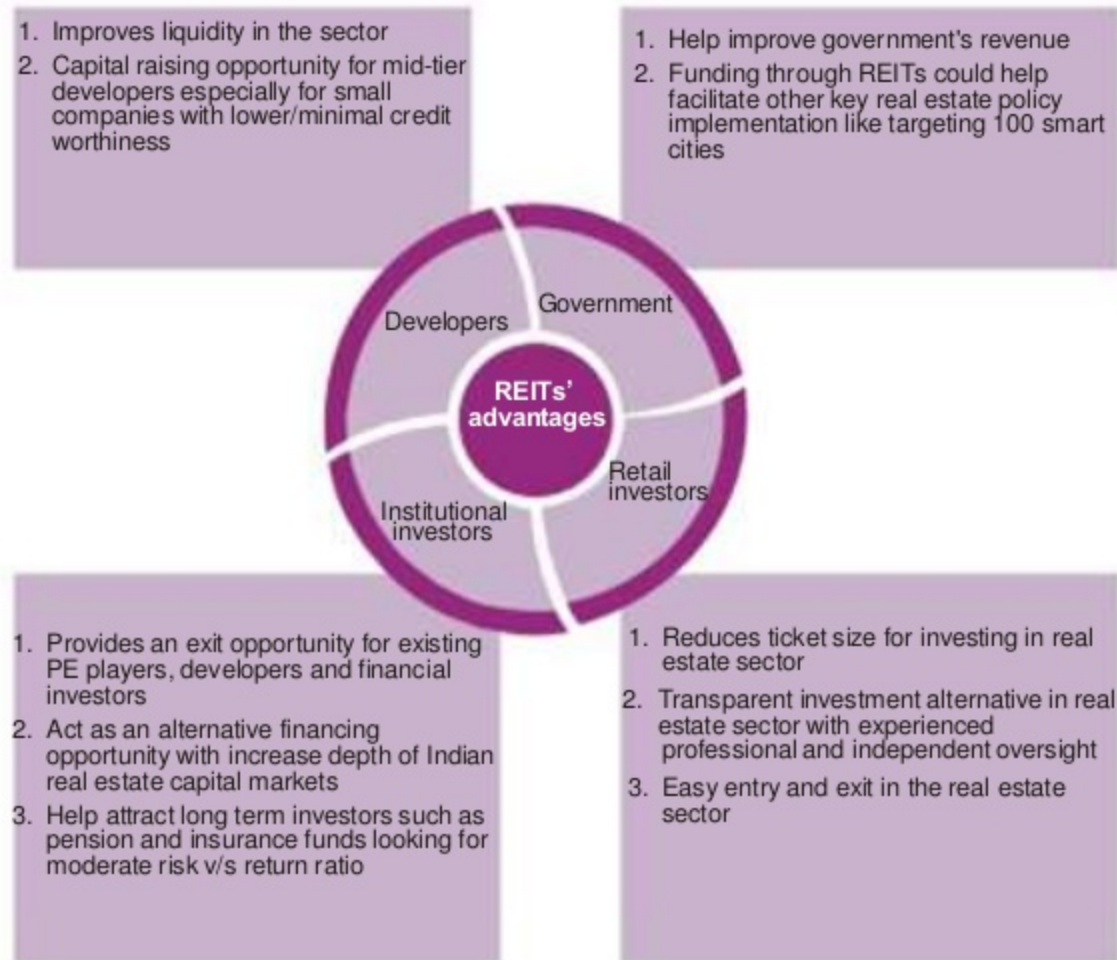 1. Improves liquidity in the sector
2. Capital raising opportunity for mid-tier
developers especially for small
companies with lower/minimal credit
worthiness
1. Help improve government's revenue
2. Funding through REITs could help
facilitate other key real estate policy
implementation like targeting 100 smart
cities
Developers
Government
REITs’
advantages
Institutional
investors
Retail
investors
1. Provides an exit opportunity for existing
PE players, developers and financial
investors
2. Act as an alternative financing
opportunity with increase depth of Indian
real estate capital markets
3. Help attract long term investors such as
pension and insurance funds looking for
moderate risk v/s return ratio
1. Reduces ticket size for investing in real
estate sector
2. Transparent investment alternative in real
estate sector with experienced
professional and independent oversight
3. Easy entry and exit in the real estate
sector